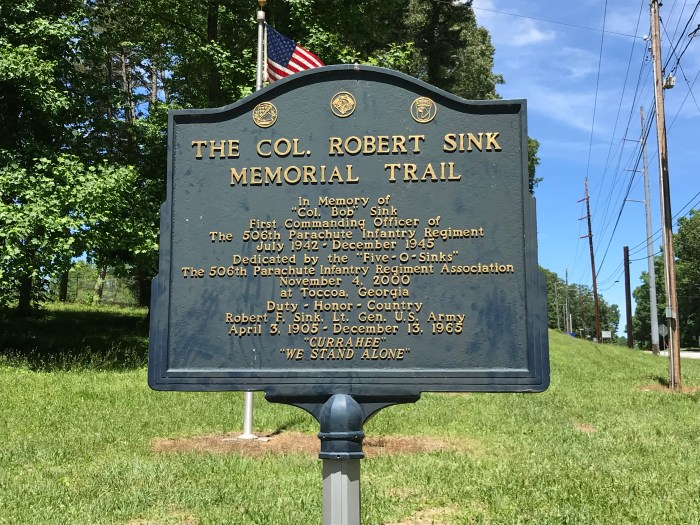 THE COL. ROBERT SINK
MEMORIAL TRAIL
in Memory of
"Col. Bob" Sink
First Commanding Officer of
The 506th Parachute Infantry Regiment
July 1942 - December 1945
Dedicated by the "Five-O-Sinks"
The 506th Parachute Infantry Regiment Association
November 4, 2000
at Toccoa, Georgia
Duty - Honor - Country
Robert F. Sink, Lt. Gen. U.S. Army
April 3, 1905 - December 13, 1965
"CURRAHEE"
"WE STAND ALONE"